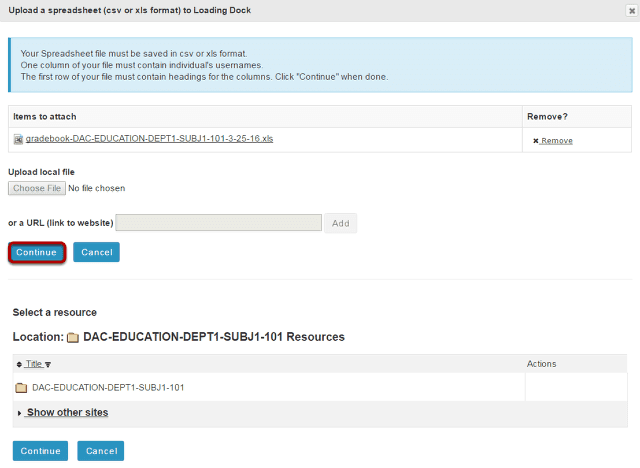 Upload a spreadsheet (csv or xls format) to Loading Dock
Your Spreadsheet file must be saved in csv or xls format.
One column of your file must contain individual's usernames.
The first row of your file must contain headings for the columns. Click "Continue" when done.
Items to attach Remove?
gradebook-DAC-EDUCATION-DEPT1-SUBJ1-101-3-25-16.xls Remove
Upload local file
Choose File No file chosen
or a URL (link to website) Add
Continue Cancel
Select a resource
Location: DAC-EDUCATION-DEPT1-SUBJ1-101 Resources
Title Actions
DAC-EDUCATION-DEPT1-SUBJ1-101
Show other sites
Continue Cancel